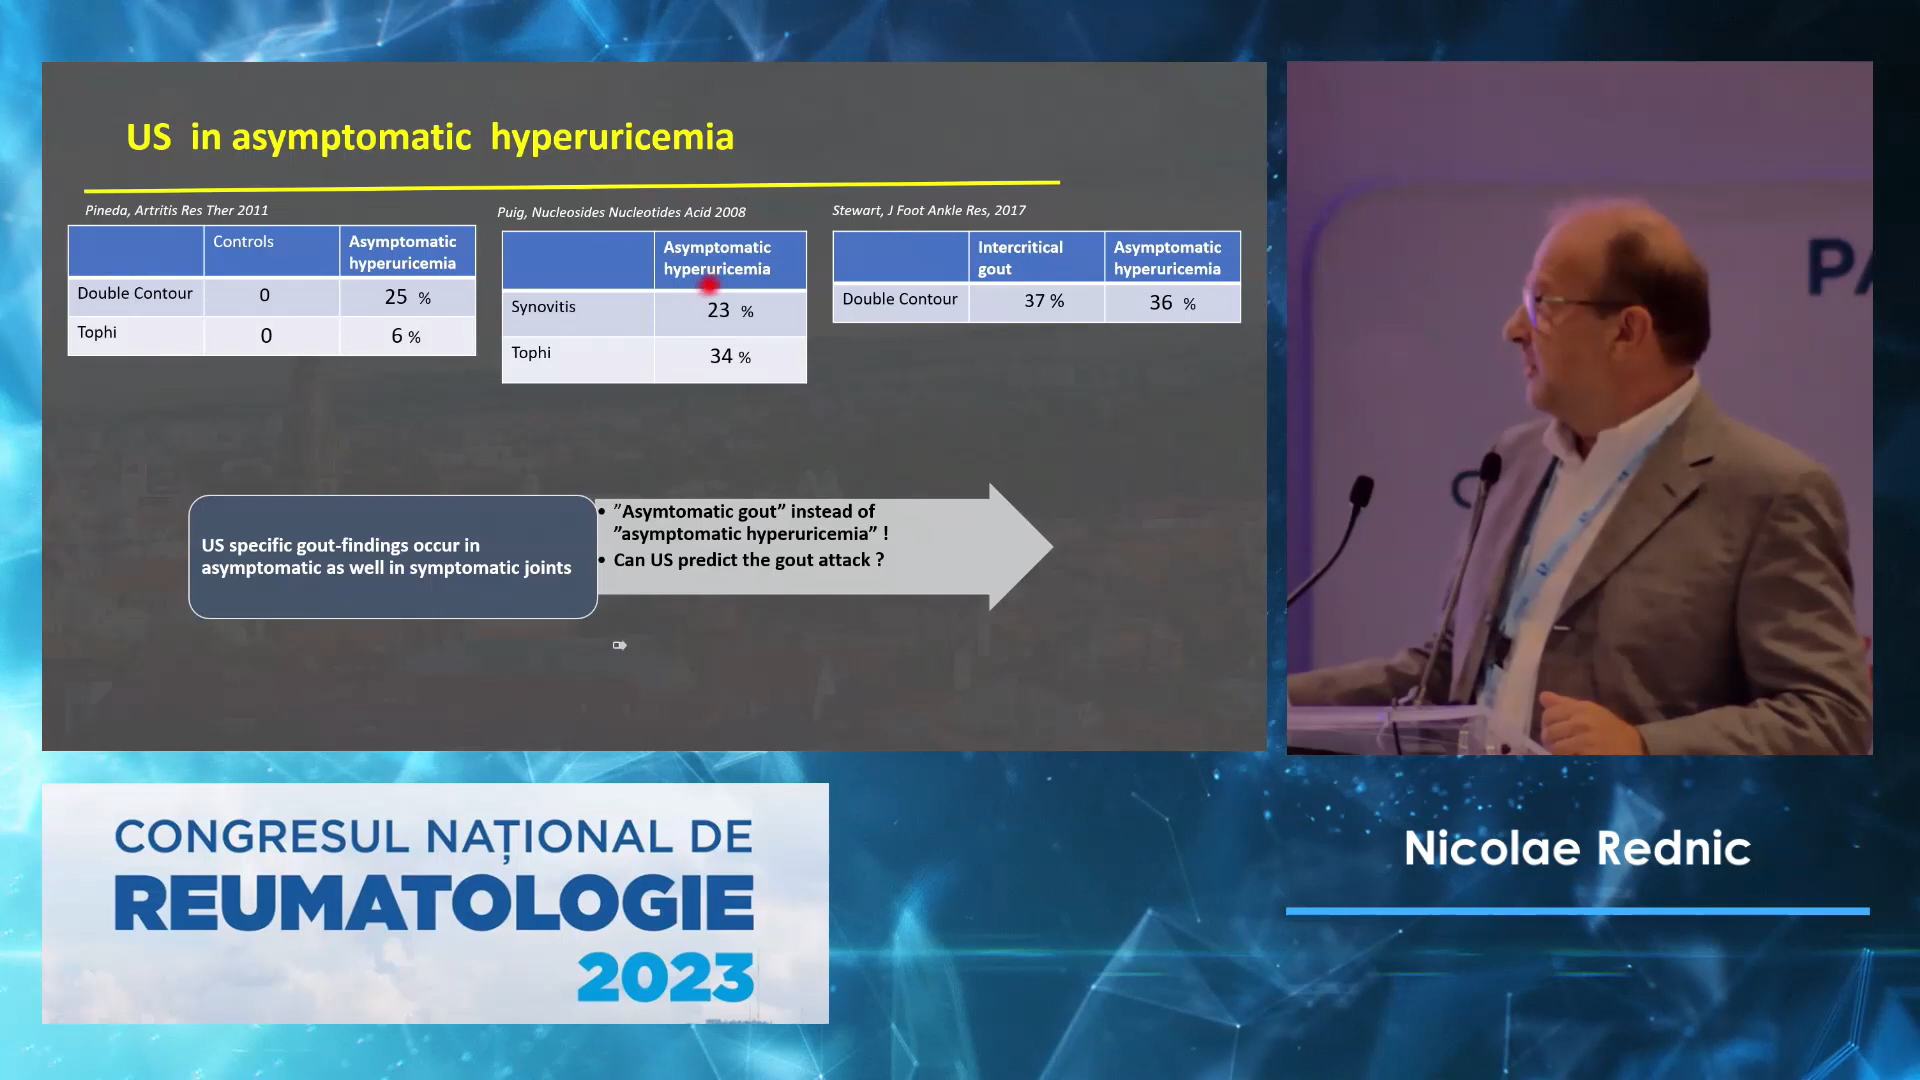 US in asymptomatic hyperuricemia
Pineda, Artritis Res Ther 2011
Controls
Asymptomatic
hyperuricemia
Double Contour
0
25 %
Tophi
0
6 %
Puig, Nucleosides Nucleotides Acid 2008
Asymptomatic
hyperuricemia
Synovitis
23 %
Tophi
34 %
Stewart, J Foot Ankle Res, 2017
Intercritical
gout
Asymptomatic
hyperuricemia
Double Contour
37 %
36 %
US specific gout-findings occur in
asymptomatic as well in symptomatic joints
• ”Asymtomatic gout” instead of
”asymptomatic hyperuricemia” !
• Can US predict the gout attack ?
PA
CONGRESUL NAȚIONAL DE
REUMATOLOGIE
2023
Nicolae Rednic